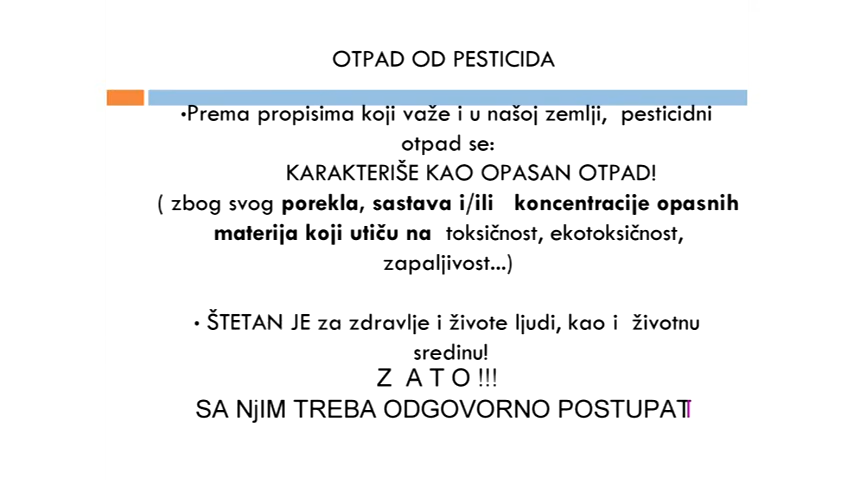 OTPAD OD PESTICIDA
•Prema propisima koji važe i u našoj zemlji, pesticidni
otpad se:
KARAKTERIŠE KAO OPASAN OTPAD!
( zbog svog porekla, sastava i/ili koncentracije opasnih
materija koji utiču na toksičnost, ekotoksičnost,
zapaljivost...)
• ŠTETAN JE za zdravlje i živote ljudi, kao i životnu
sredinu!
Z A T O !!!
SA NjIM TREBA ODGOVORNO POSTUPATI